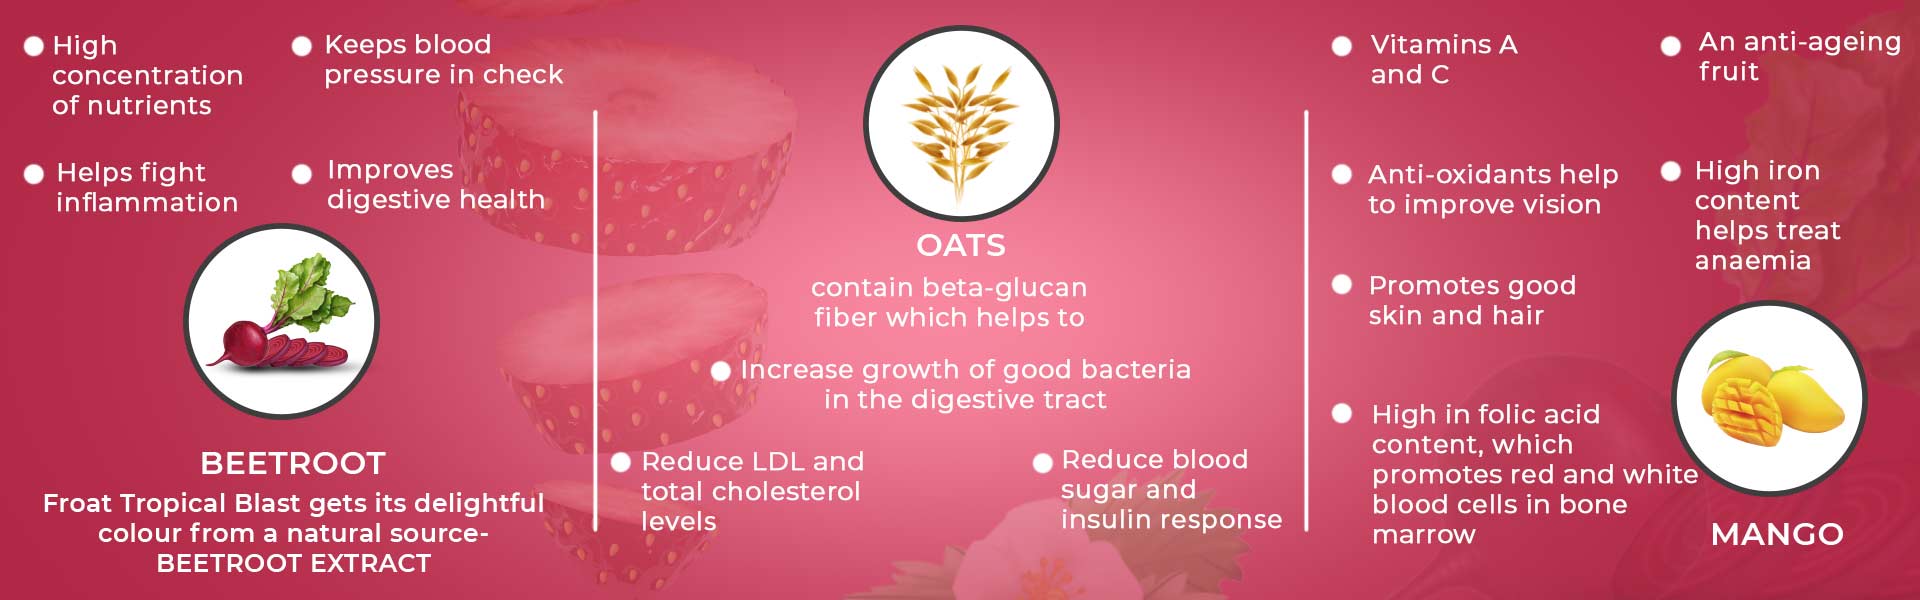 High
concentration
of nutrients
Keeps blood
pressure in check
Helps fight
inflammation
Improves
digestive health
BEETROOT
Froat Tropical Blast gets its delightful
colour from a natural source-
BEETROOT EXTRACT
OATS
contain beta-glucan
fiber which helps to
Increase growth of good bacteria
in the digestive tract
Reduce LDL and
total cholesterol
levels
Reduce blood
sugar and
insulin response
Vitamins A
and C
An anti-ageing
fruit
Anti-oxidants help
to improve vision
High iron
content
helps treat
anaemia
Promotes good
skin and hair
High in folic acid
content, which
promotes red and white
blood cells in bone
marrow
MANGO